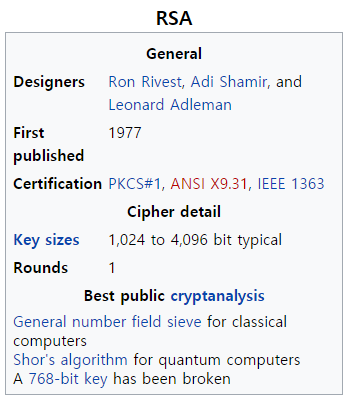 RSA
General
Designers Ron Rivest, Adi Shamir, and
Leonard Adleman
First 1977
published
Certification PKCS#1, ANSI X9.31, IEEE 1363
Cipher detail
Key sizes 1,024 to 4,096 bit typical
Rounds 1
Best public cryptanalysis
General number field sieve for classical
computers
Shor's algorithm for quantum computers
A 768-bit key has been broken